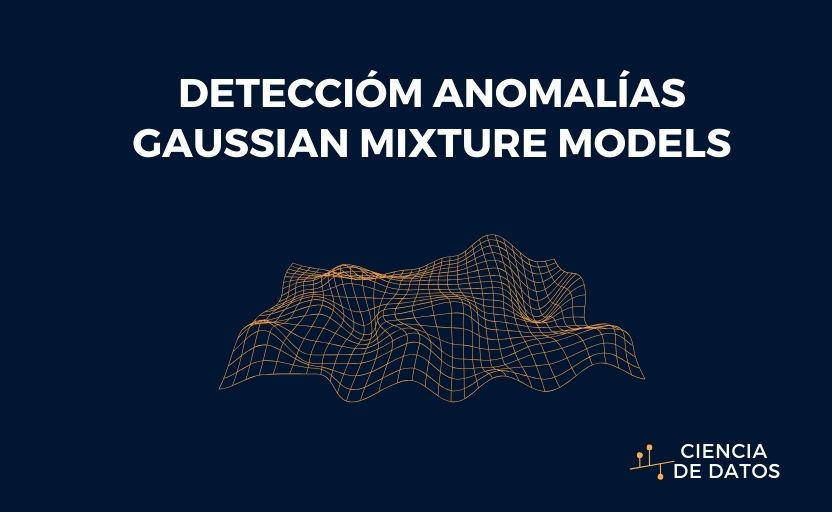 DETECCIÓM ANOMALÍAS
GAUSSIAN MIXTURE MODELS
CIENCIA
DE DATOS